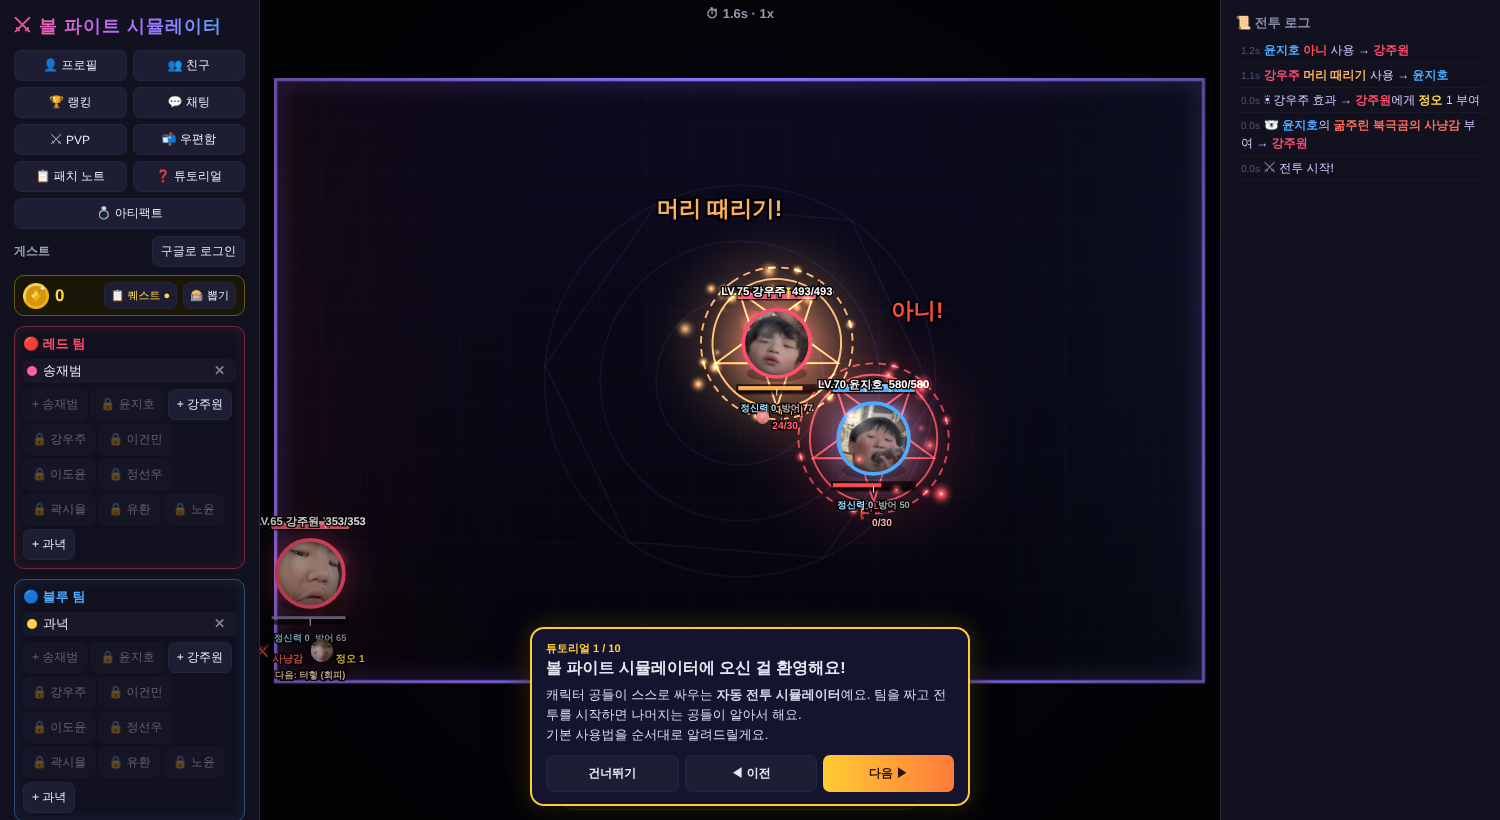 ⚔ 볼 파이트 시뮬레이터
👤 프로필
👥 친구
🏆 랭킹
💬 채팅
⚔ PVP
📬 우편함
📋 패치 노트
❓ 튜토리얼
💍 아티팩트
게스트
구글로 로그인
0
📋 퀘스트 ●
🎰 뽑기
🔴 레드 팀
송재범 ✕
+ 송재범
🔒 윤지호
+ 강주원
🔒 강우주
🔒 이건민
🔒 이도윤
🔒 정선우
🔒 곽시율
🔒 유환
🔒 노윤
+ 과녁
🔵 블루 팀
과녁 ✕
+ 송재범
🔒 윤지호
+ 강주원
🔒 강우주
🔒 이건민
🔒 이도윤
🔒 정선우
🔒 곽시율
🔒 유환
🔒 노윤
+ 과녁
⏱ 1.6s · 1x
머리 때리기!
LV.75 강우주 493/493
정신력 0 방어 77
24/30
아니!
LV.70 윤지호 580/580
정신력 0 방어 50
0/30
LV.65 강주원 353/353
정신력 0 방어 65
사냥감
정오 1
다음: 터헣 (회피)
튜토리얼 1 / 10
볼 파이트 시뮬레이터에 오신 걸 환영해요!
캐릭터 공들이 스스로 싸우는 자동 전투 시뮬레이터예요. 팀을 짜고 전
투를 시작하면 나머지는 공들이 알아서 해요.
기본 사용법을 순서대로 알려드릴게요.
건너뛰기
◀ 이전
다음 ▶
📜 전투 로그
1.2s 윤지호 아니 사용 → 강주원
1.1s 강우주 머리 때리기 사용 → 윤지호
0.0s 강우주 효과 → 강주원에게 정오 1 부여
0.0s 🐻‍❄️ 윤지호의 굶주린 북극곰의 사냥감 부
여 → 강주원
0.0s ⚔ 전투 시작!